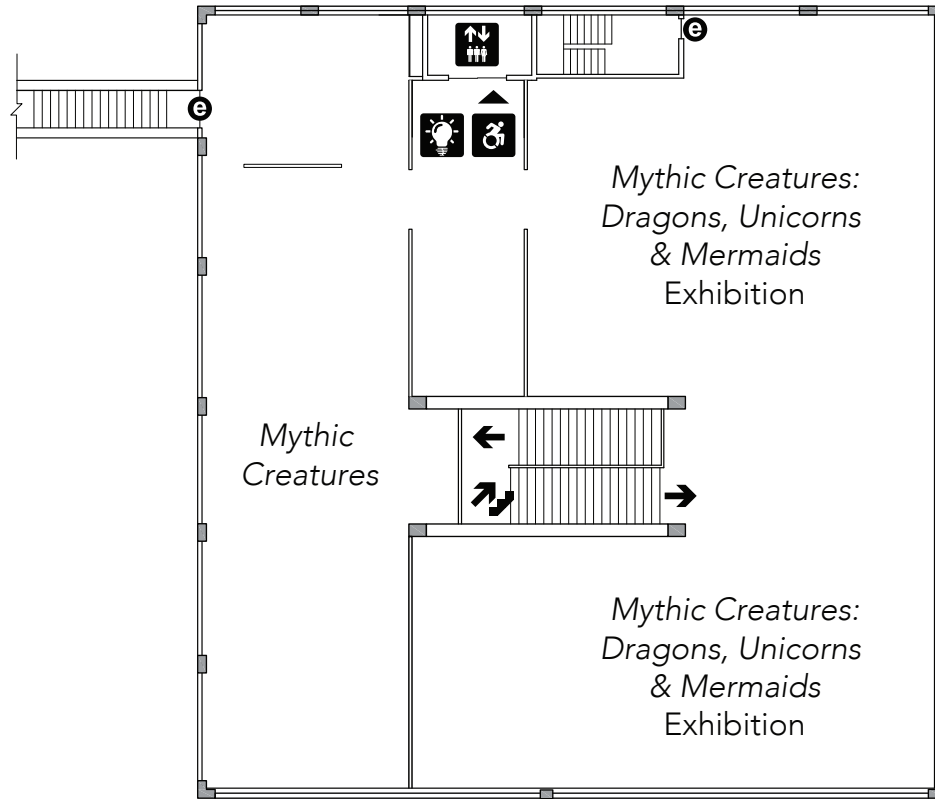 e
e
Mythic Creatures:
Dragons, Unicorns
& Mermaids
Exhibition
Mythic
Creatures
Mythic Creatures:
Dragons, Unicorns
& Mermaids
Exhibition